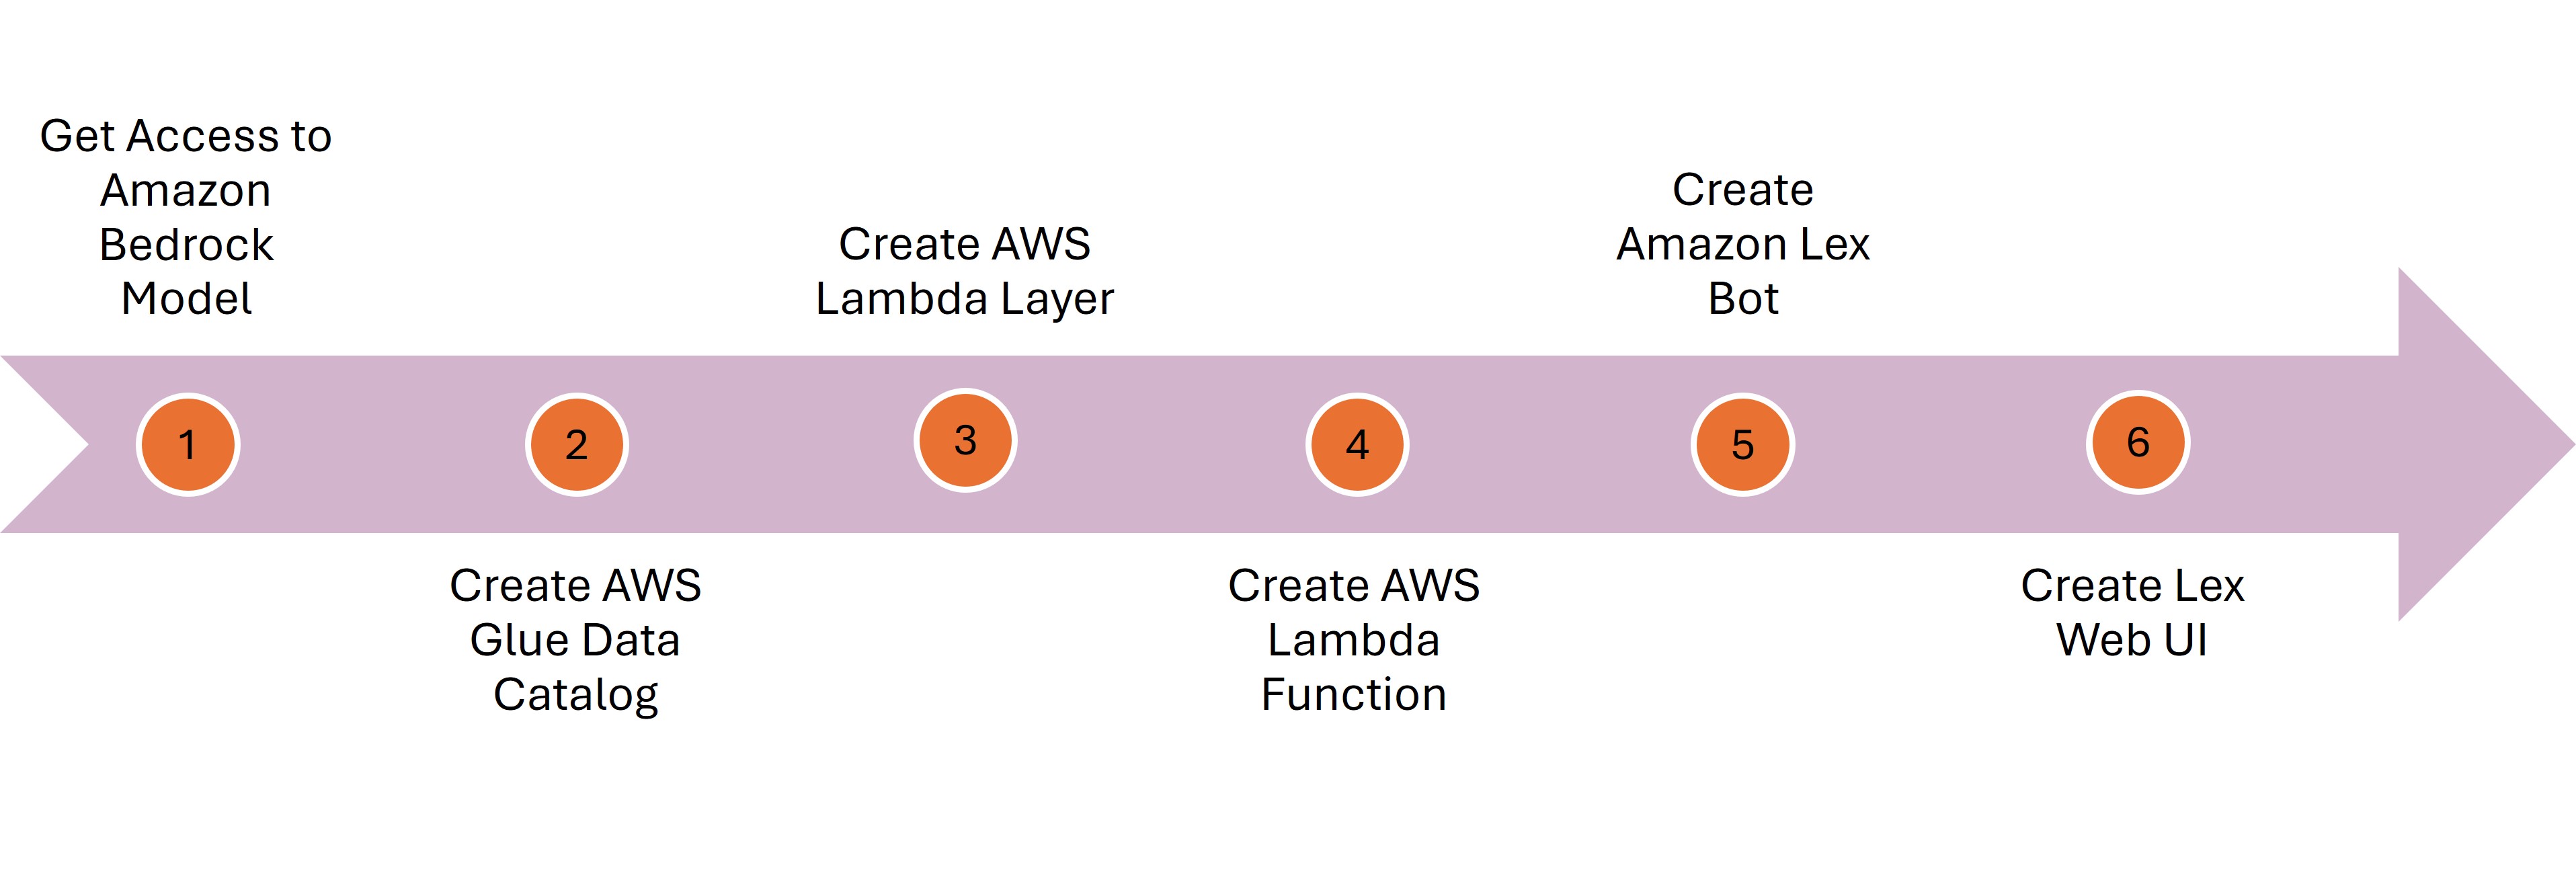 Get Access to
Amazon
Bedrock
Model
1
Create AWS
Glue Data
Catalog
2
Create AWS
Lambda Layer
3
Create AWS
Lambda
Function
4
Create
Amazon Lex
Bot
5
Create Lex
Web UI
6